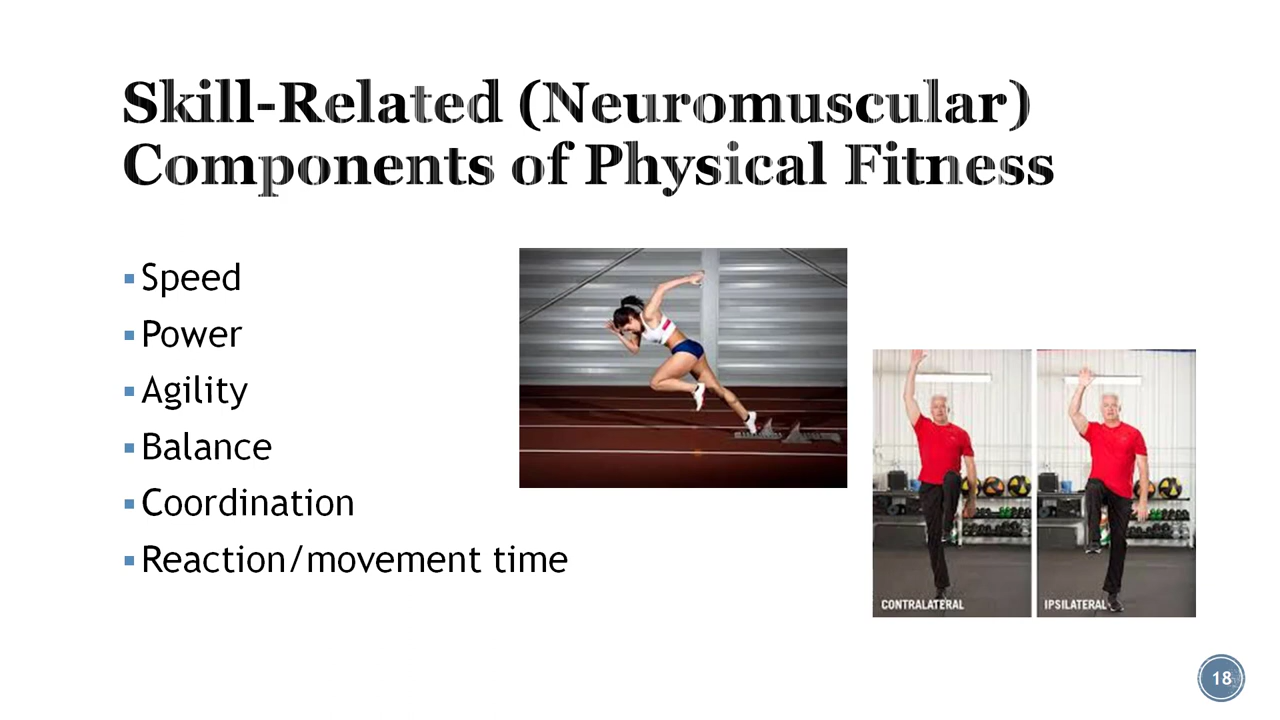 Skill-Related (Neuromuscular)
Components of Physical Fitness
▪ Speed
▪ Power
▪ Agility
▪ Balance
▪ Coordination
▪ Reaction/movement time
CONTRALATERAL
IPSILATERAL
18